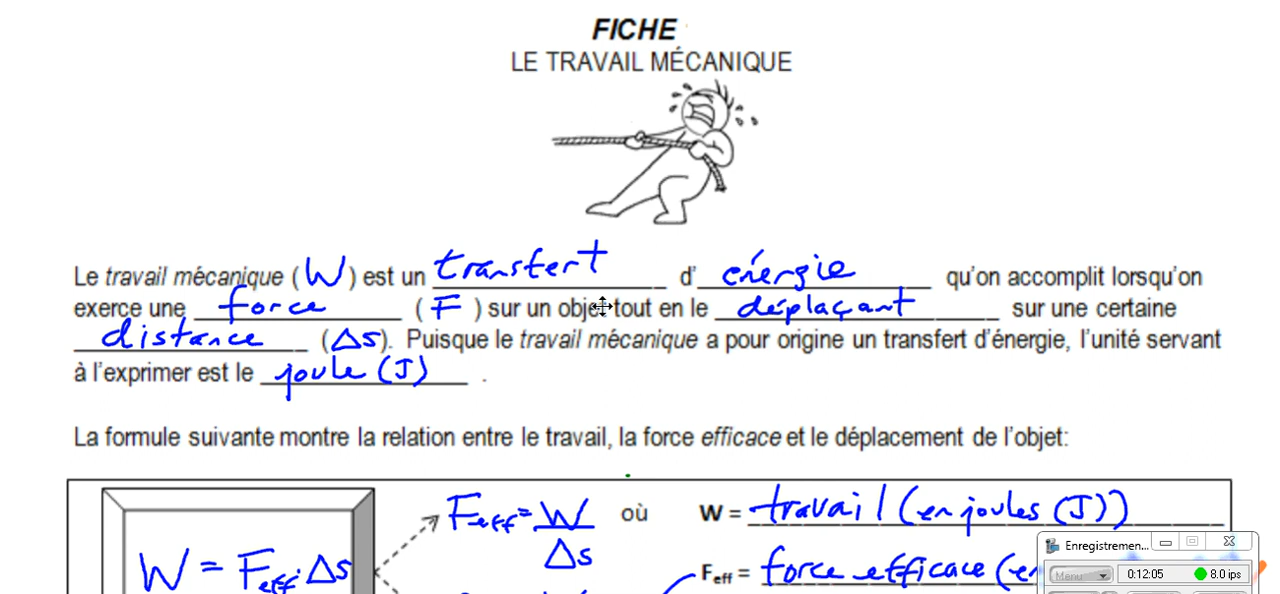 FICHE
LE TRAVAIL MÉCANIQUE
Le travail mécanique ( W ) est un transfert d' énergie qu'on accomplit lorsqu'on
exerce une force ( F ) sur un objet tout en le déplaçant sur une certaine
distance (Δs). Puisque le travail mécanique a pour origine un transfert d'énergie, l'unité servant
à l'exprimer est le joule (J) .
La formule suivante montre la relation entre le travail, la force efficace et le déplacement de l'objet:
Feff = W / Δs où W = travail (en joules (J))
W = Feff · Δs
Feff = force efficace (en
Enregistremen...
Menu 0:12:05 8.0 ips